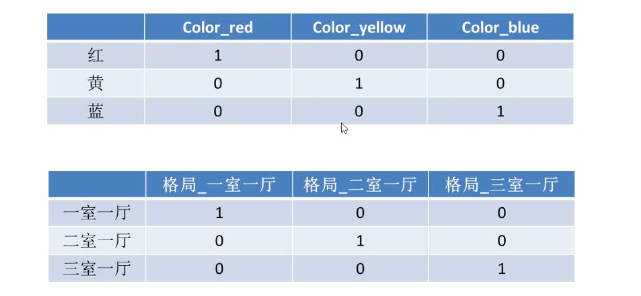 Color_red Color_yellow Color_blue
红 1 0 0
黄 0 1 0
蓝 0 0 1
格局_一室一厅 格局_二室一厅 格局_三室一厅
一室一厅 1 0 0
二室一厅 0 1 0
三室一厅 0 0 1